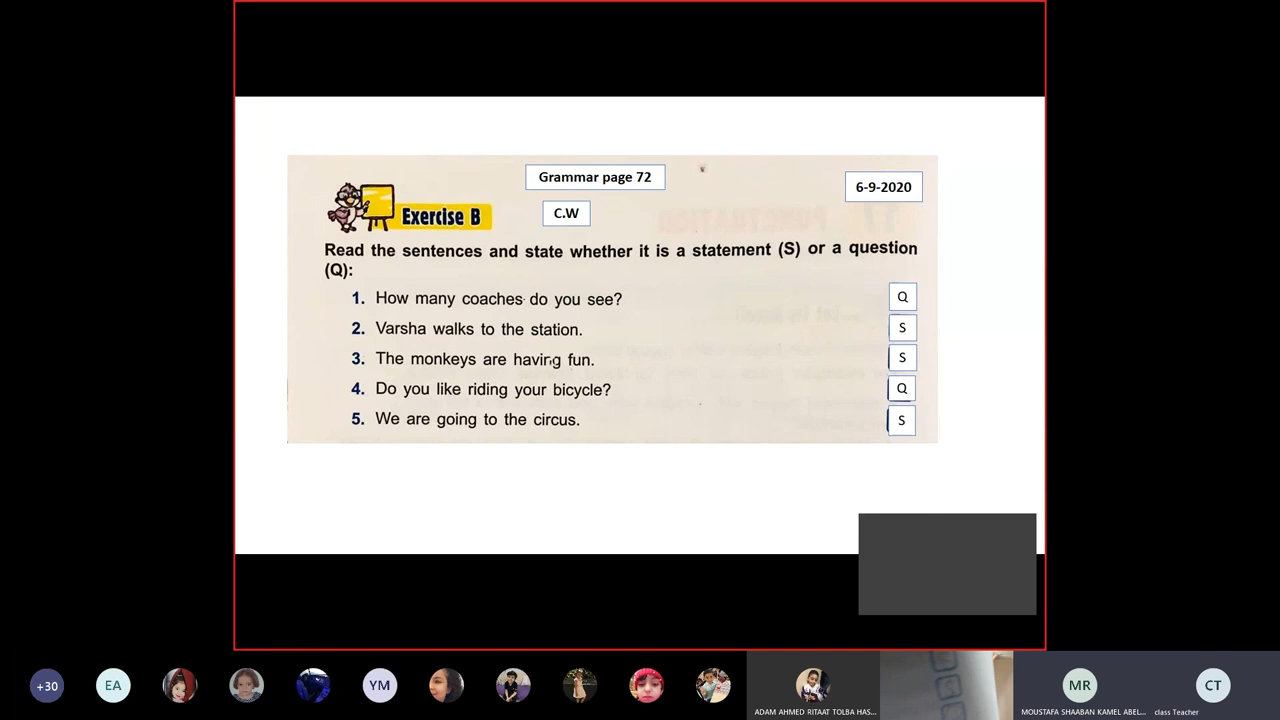 Grammar page 72
6-9-2020
C.W
Exercise B
Read the sentences and state whether it is a statement (S) or a question
(Q):
1. How many coaches do you see? Q
2. Varsha walks to the station. S
3. The monkeys are having fun. S
4. Do you like riding your bicycle? Q
5. We are going to the circus. S
+30
EA
YM
MR
CT
ADAM AHMED RITAAT TOLBA HAS...
MOUSTAFA SHAABAN KAMEL ABEL...
class Teacher